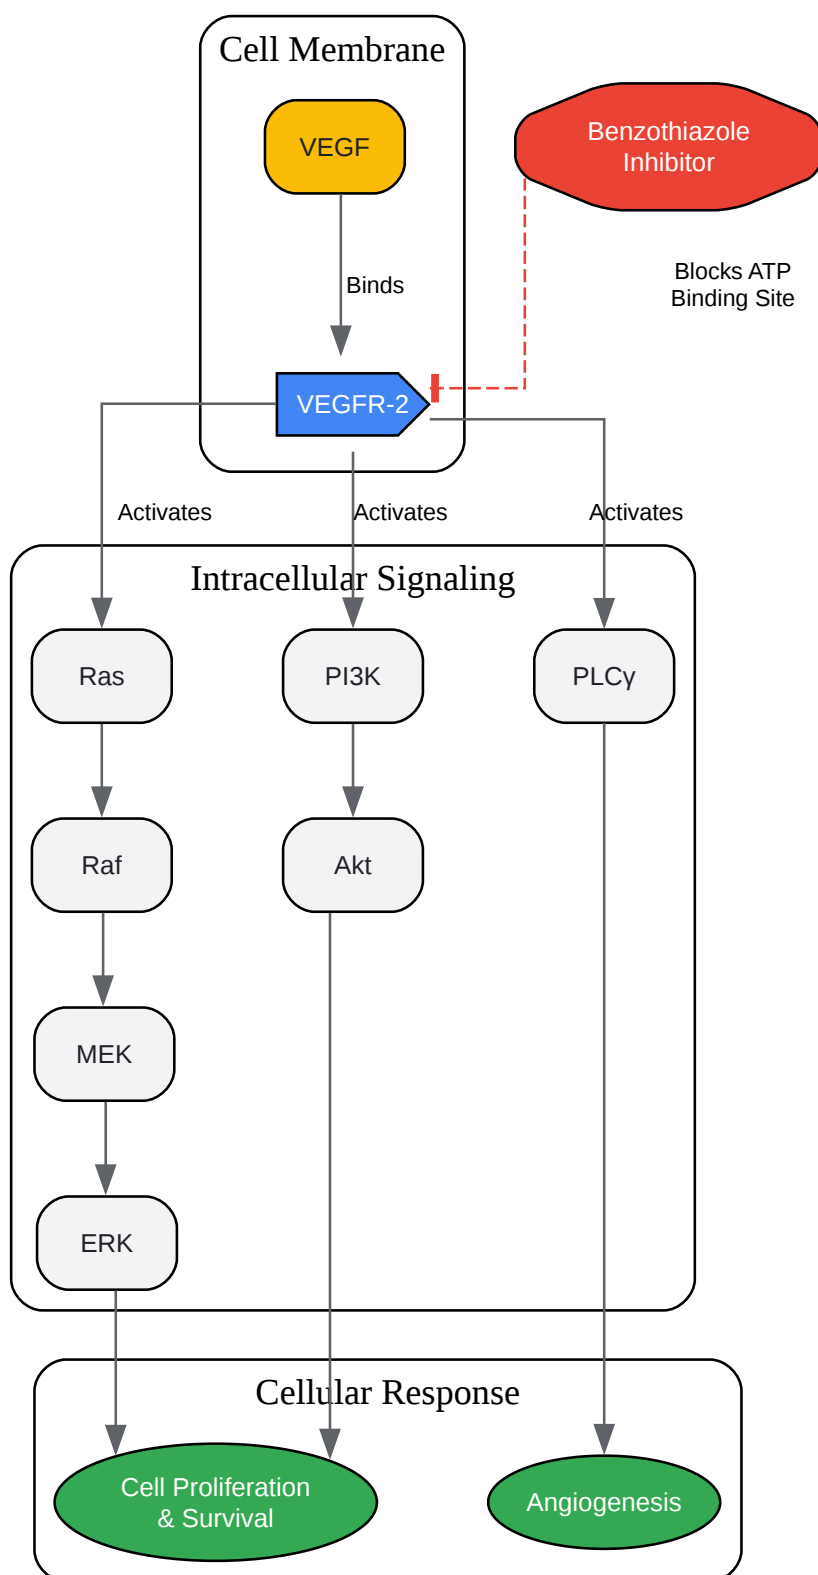 Cell Membrane
VEGF
Benzothiazole
Inhibitor
Binds
Blocks ATP
Binding Site
VEGFR-2
Activates
Activates
Activates
Intracellular Signaling
Ras
PI3K
PLCγ
Raf
Akt
MEK
ERK
Cellular Response
Cell Proliferation
& Survival
Angiogenesis